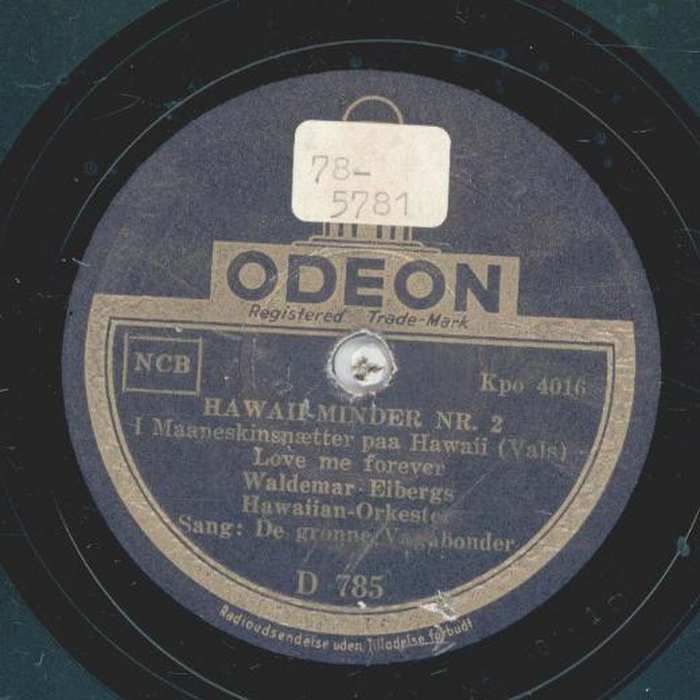 78-
5781
ODEON
Registered Trade-Mark
NCB
Kpo 4016
HAWAII-MINDER NR. 2
I Maaneskinsnætter paa Hawaii (Vals)
Love me forever
Waldemar Eibergs
Hawaiian-Orkester
Sang: De grønne Vagabonder
D 785
Radioudsendelse uden Tilladelse forbudt